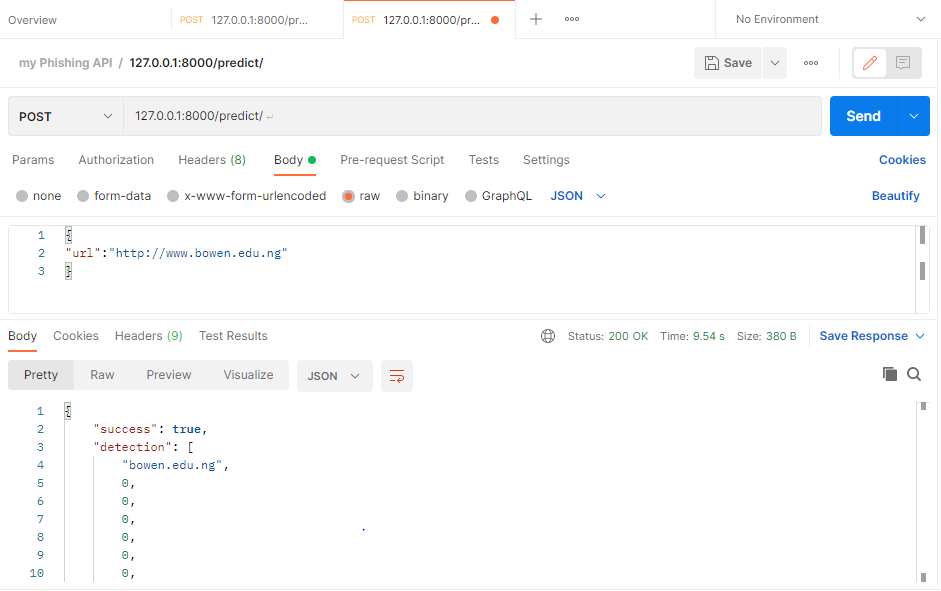 Overview
POST 127.0.0.1:8000/pr...
POST 127.0.0.1:8000/pr...
No Environment
my Phishing API / 127.0.0.1:8000/predict/
Save
POST
127.0.0.1:8000/predict/
Send
Params Authorization Headers (8) Body Pre-request Script Tests Settings Cookies
none form-data x-www-form-urlencoded raw binary GraphQL JSON Beautify
1 {
2 "url":"http://www.bowen.edu.ng"
3 }
Body Cookies Headers (9) Test Results Status: 200 OK Time: 9.54 s Size: 380 B Save Response
Pretty Raw Preview Visualize JSON
1 {
2 "success": true,
3 "detection": [
4 "bowen.edu.ng",
5 0,
6 0,
7 0,
8 0,
9 0,
10 0,